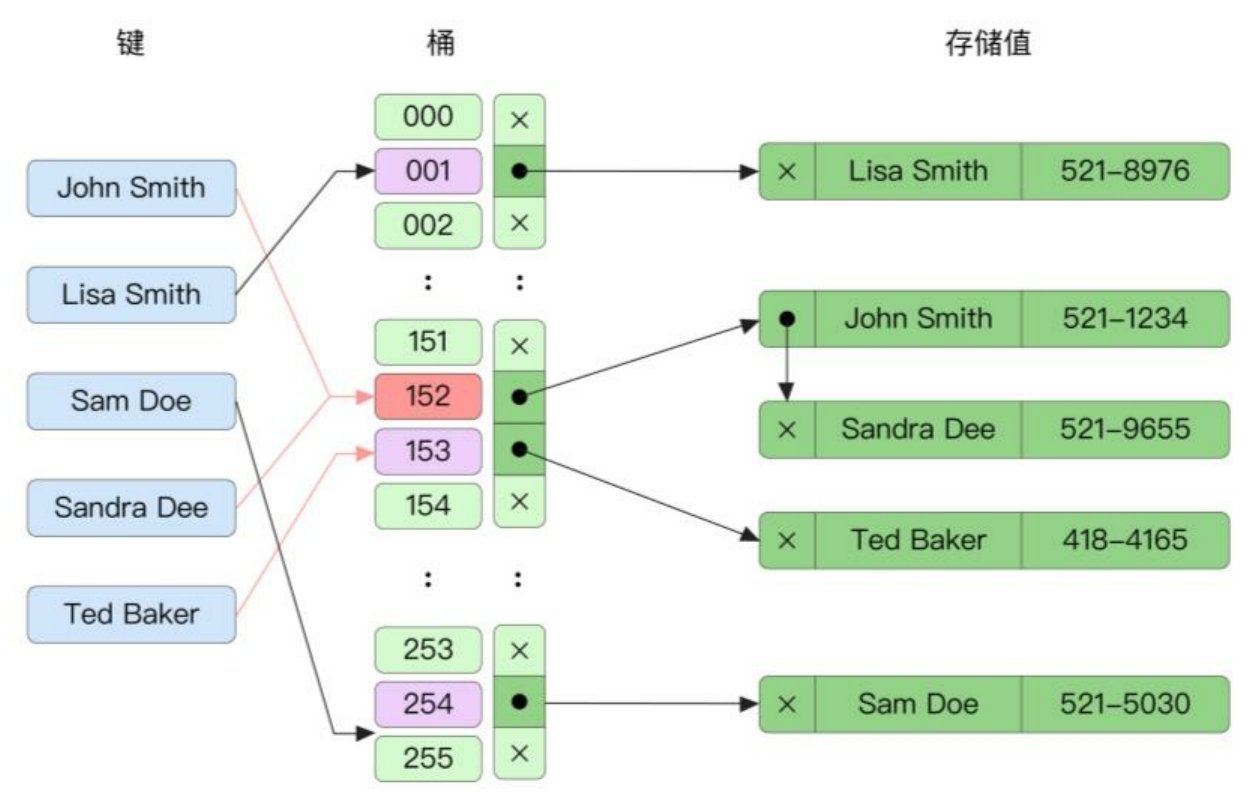 键
桶
存储值
John Smith
Lisa Smith
Sam Doe
Sandra Dee
Ted Baker
000 ×
001
002 ×
: :
151 ×
152
153
154 ×
: :
253 ×
254
255 ×
× Lisa Smith 521-8976
John Smith 521-1234
× Sandra Dee 521-9655
× Ted Baker 418-4165
× Sam Doe 521-5030